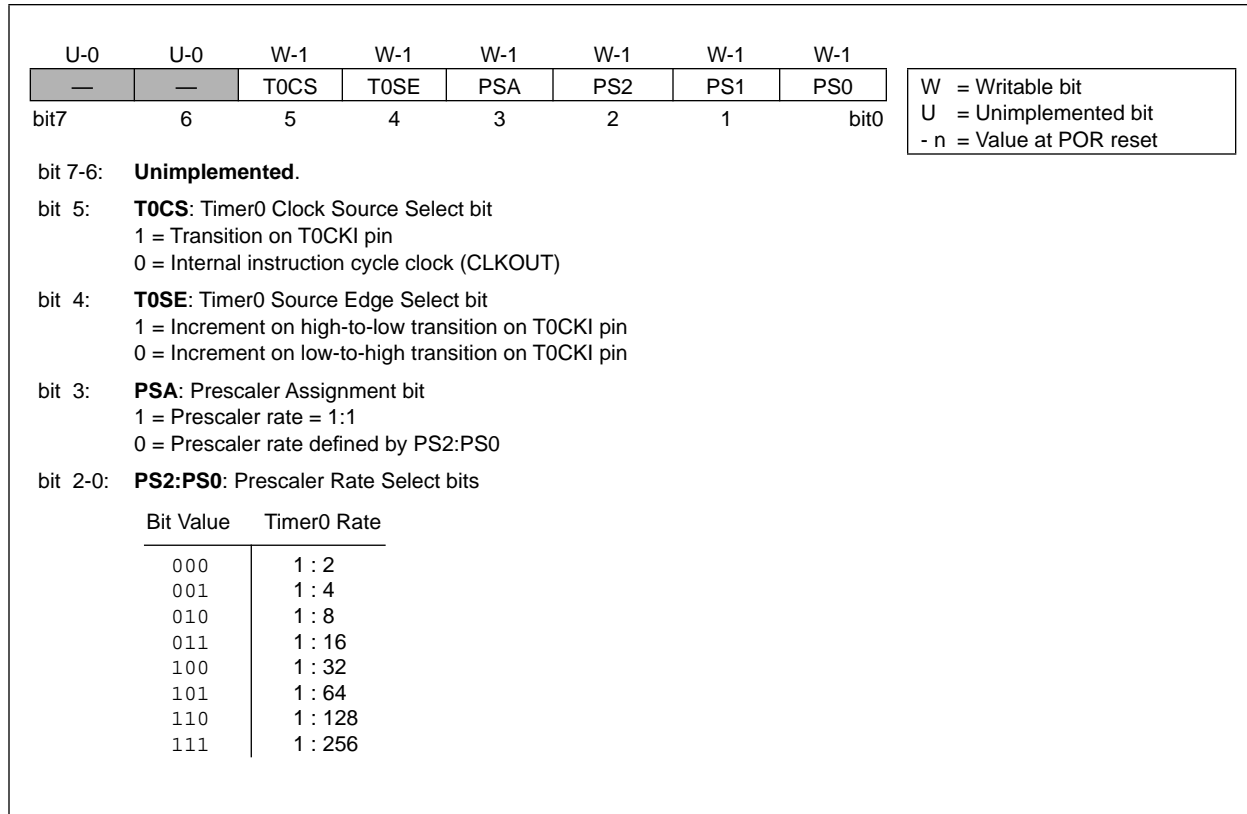 U-0 U-0 W-1 W-1 W-1 W-1 W-1 W-1
— — T0CS T0SE PSA PS2 PS1 PS0
bit7 6 5 4 3 2 1 bit0
W = Writable bit
U = Unimplemented bit
- n = Value at POR reset
bit 7-6: Unimplemented.
bit 5: T0CS: Timer0 Clock Source Select bit
1 = Transition on T0CKI pin
0 = Internal instruction cycle clock (CLKOUT)
bit 4: T0SE: Timer0 Source Edge Select bit
1 = Increment on high-to-low transition on T0CKI pin
0 = Increment on low-to-high transition on T0CKI pin
bit 3: PSA: Prescaler Assignment bit
1 = Prescaler rate = 1:1
0 = Prescaler rate defined by PS2:PS0
bit 2-0: PS2:PS0: Prescaler Rate Select bits
Bit Value Timer0 Rate
000 1 : 2
001 1 : 4
010 1 : 8
011 1 : 16
100 1 : 32
101 1 : 64
110 1 : 128
111 1 : 256